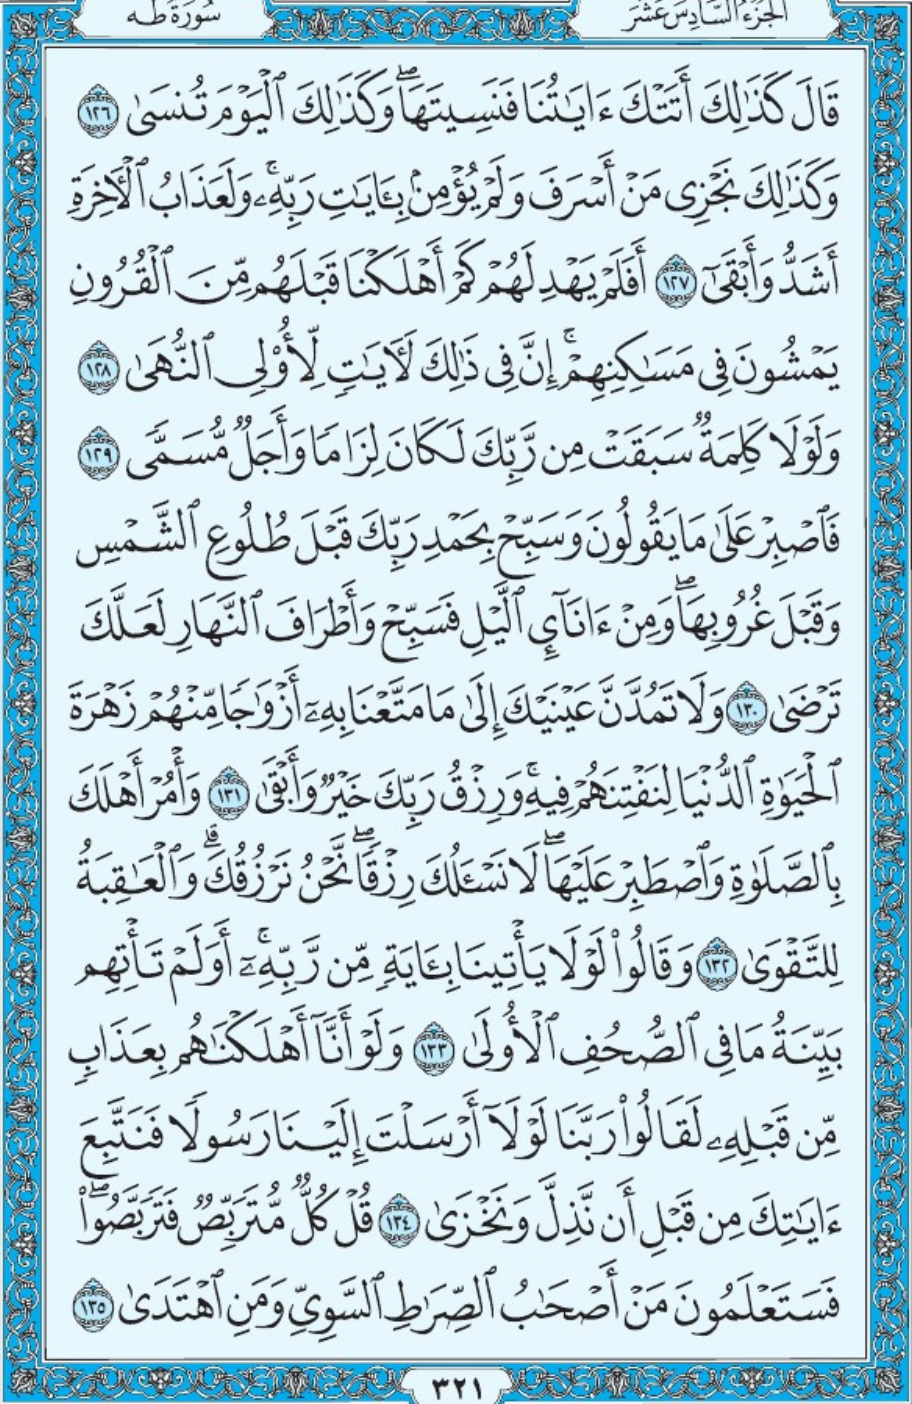 الجزء السادس عشر
سورة طه
قَالَ كَذَٰلِكَ أَتَتْكَ ءَايَٰتُنَا فَنَسِيتَهَاۖ وَكَذَٰلِكَ ٱلْيَوْمَ تُنسَىٰ ١٢٦
وَكَذَٰلِكَ نَجْزِى مَنْ أَسْرَفَ وَلَمْ يُؤْمِنۢ بِـَٔايَٰتِ رَبِّهِۦۚ وَلَعَذَابُ ٱلْأَخِرَةِ
أَشَدُّ وَأَبْقَىٰٓ ١٢٧ أَفَلَمْ يَهْدِ لَهُمْ كَمْ أَهْلَكْنَا قَبْلَهُم مِّنَ ٱلْقُرُونِ
يَمْشُونَ فِى مَسَٰكِنِهِمْۚ إِنَّ فِى ذَٰلِكَ لَأَيَٰتٍ لِّأُو۟لِى ٱلنُّهَىٰ ١٢٨
وَلَوْلَا كَلِمَةٌ سَبَقَتْ مِن رَّبِّكَ لَكَانَ لِزَامًا وَأَجَلٌ مُّسَمًّى ١٢٩
فَٱصْبِرْ عَلَىٰ مَا يَقُولُونَ وَسَبِّحْ بِحَمْدِ رَبِّكَ قَبْلَ طُلُوعِ ٱلشَّمْسِ
وَقَبْلَ غُرُوبِهَاۖ وَمِنْ ءَانَآئِ ٱلَّيْلِ فَسَبِّحْ وَأَطْرَافَ ٱلنَّهَارِ لَعَلَّكَ
تَرْضَىٰ ١٣٠ وَلَا تَمُدَّنَّ عَيْنَيْكَ إِلَىٰ مَا مَتَّعْنَا بِهِۦٓ أَزْوَٰجًا مِّنْهُمْ زَهْرَةَ
ٱلْحَيَوٰةِ ٱلدُّنْيَا لِنَفْتِنَهُمْ فِيهِۚ وَرِزْقُ رَبِّكَ خَيْرٌ وَأَبْقَىٰ ١٣١ وَأْمُرْ أَهْلَكَ
بِٱلصَّلَوٰةِ وَٱصْطَبِرْ عَلَيْهَاۖ لَا نَسْـَٔلُكَ رِزْقًاۖ نَّحْنُ نَرْزُقُكَۗ وَٱلْعَٰقِبَةُ
لِلتَّقْوَىٰ ١٣٢ وَقَالُوا۟ لَوْلَا يَأْتِينَا بِـَٔايَةٍ مِّن رَّبِّهِۦٓۚ أَوَلَمْ تَأْتِهِم
بَيِّنَةُ مَا فِى ٱلصُّحُفِ ٱلْأُولَىٰ ١٣٣ وَلَوْ أَنَّآ أَهْلَكْنَٰهُم بِعَذَابٍ
مِّن قَبْلِهِۦ لَقَالُوا۟ رَبَّنَا لَوْلَآ أَرْسَلْتَ إِلَيْنَا رَسُولًا فَنَتَّبِعَ
ءَايَٰتِكَ مِن قَبْلِ أَن نَّذِلَّ وَنَخْزَىٰ ١٣٤ قُلْ كُلٌّ مُّتَرَبِّصٌ فَتَرَبَّصُوا۟ۖ
فَسَتَعْلَمُونَ مَنْ أَصْحَٰبُ ٱلصِّرَٰطِ ٱلسَّوِىِّ وَمَنِ ٱهْتَدَىٰ ١٣٥
٣٢١